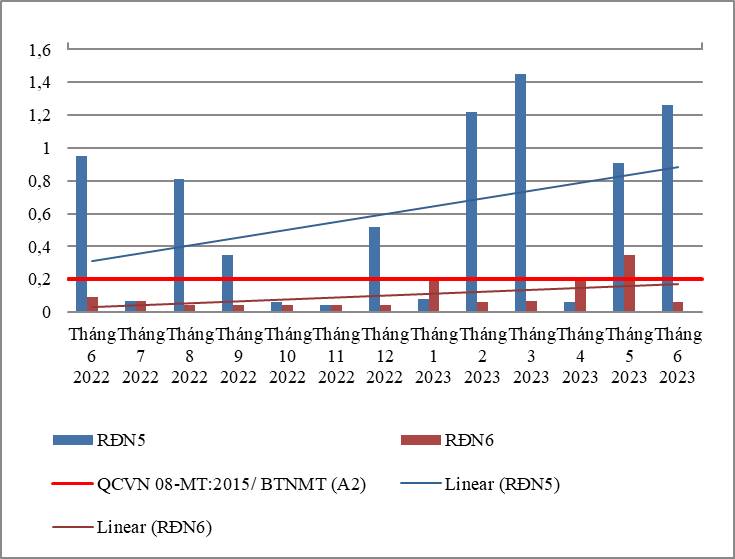 1,6
1,4
1,2
1
0,8
0,6
0,4
0,2
0
Tháng Tháng Tháng Tháng Tháng Tháng Tháng Tháng Tháng Tháng Tháng Tháng Tháng
6 7 8 9 10 11 12 1 2 3 4 5 6
2022 2022 2022 2022 2022 2022 2022 2023 2023 2023 2023 2023 2023
RĐN5 RĐN6
QCVN 08-MT:2015/ BTNMT (A2) Linear (RĐN5)
Linear (RĐN6)